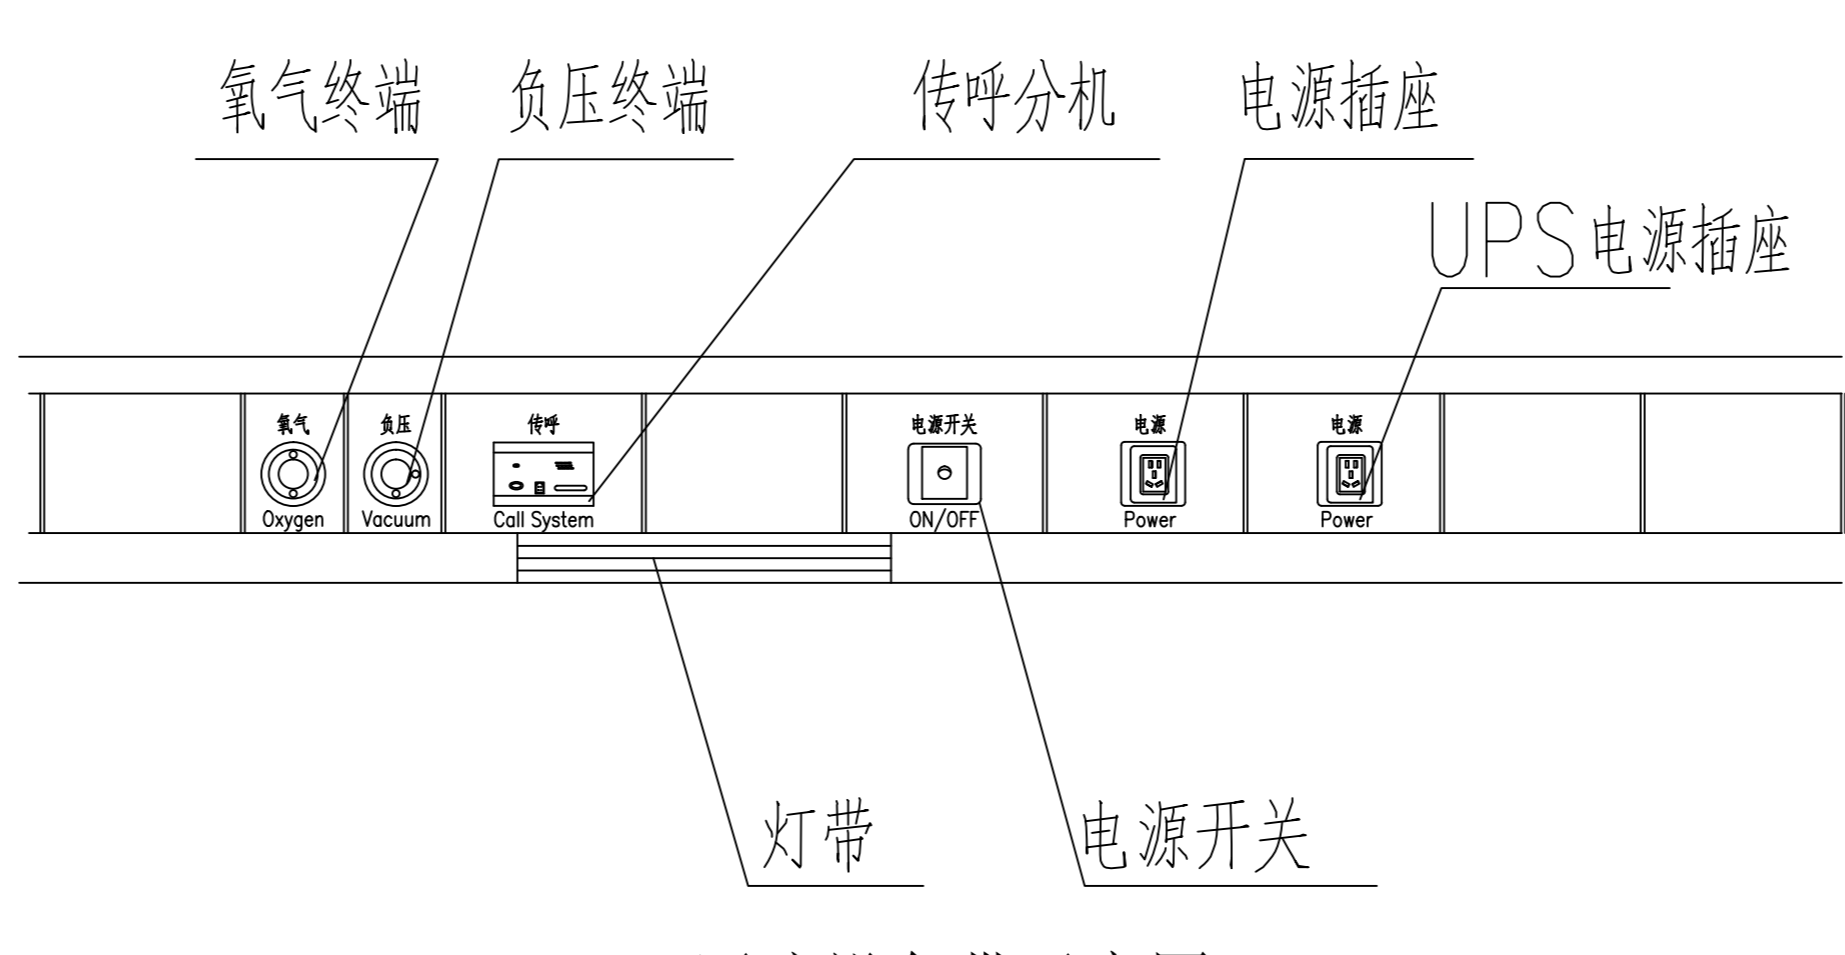 氧气终端 负压终端 传呼分机 电源插座
UPS电源插座
氧气 负压 传呼 电源开关 电源 电源
Oxygen Vacuum Call System ON/OFF Power Power
灯带 电源开关